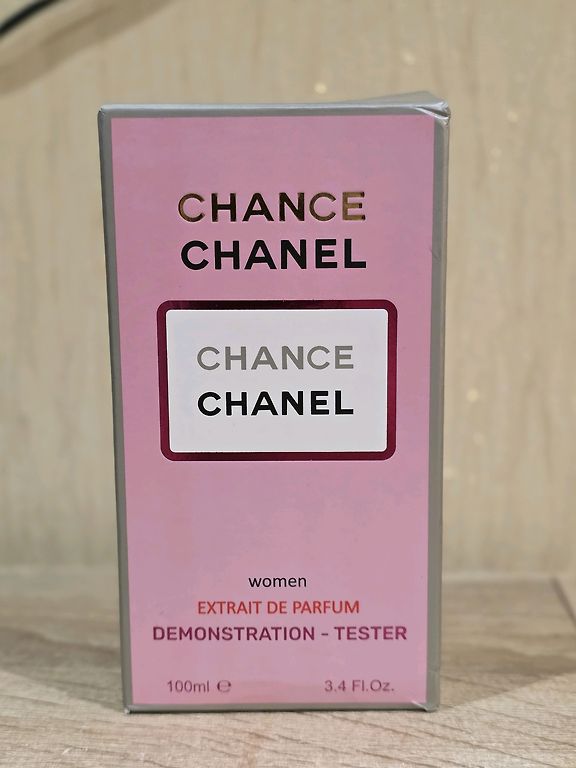 CHANCE
CHANEL
CHANCE
CHANEL
women
EXTRAIT DE PARFUM
DEMONSTRATION - TESTER
100ml ℮ 3.4 Fl.Oz.